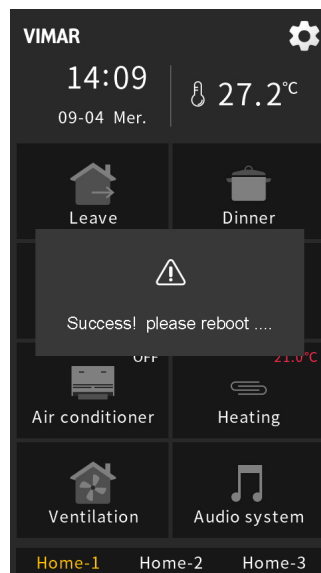 VIMAR
14:09
27.2℃
09-04 Mer.
Leave
Dinner
Success! please reboot ....
OFF
21.0℃
Air conditioner
Heating
Ventilation
Audio system
Home-1
Home-2
Home-3